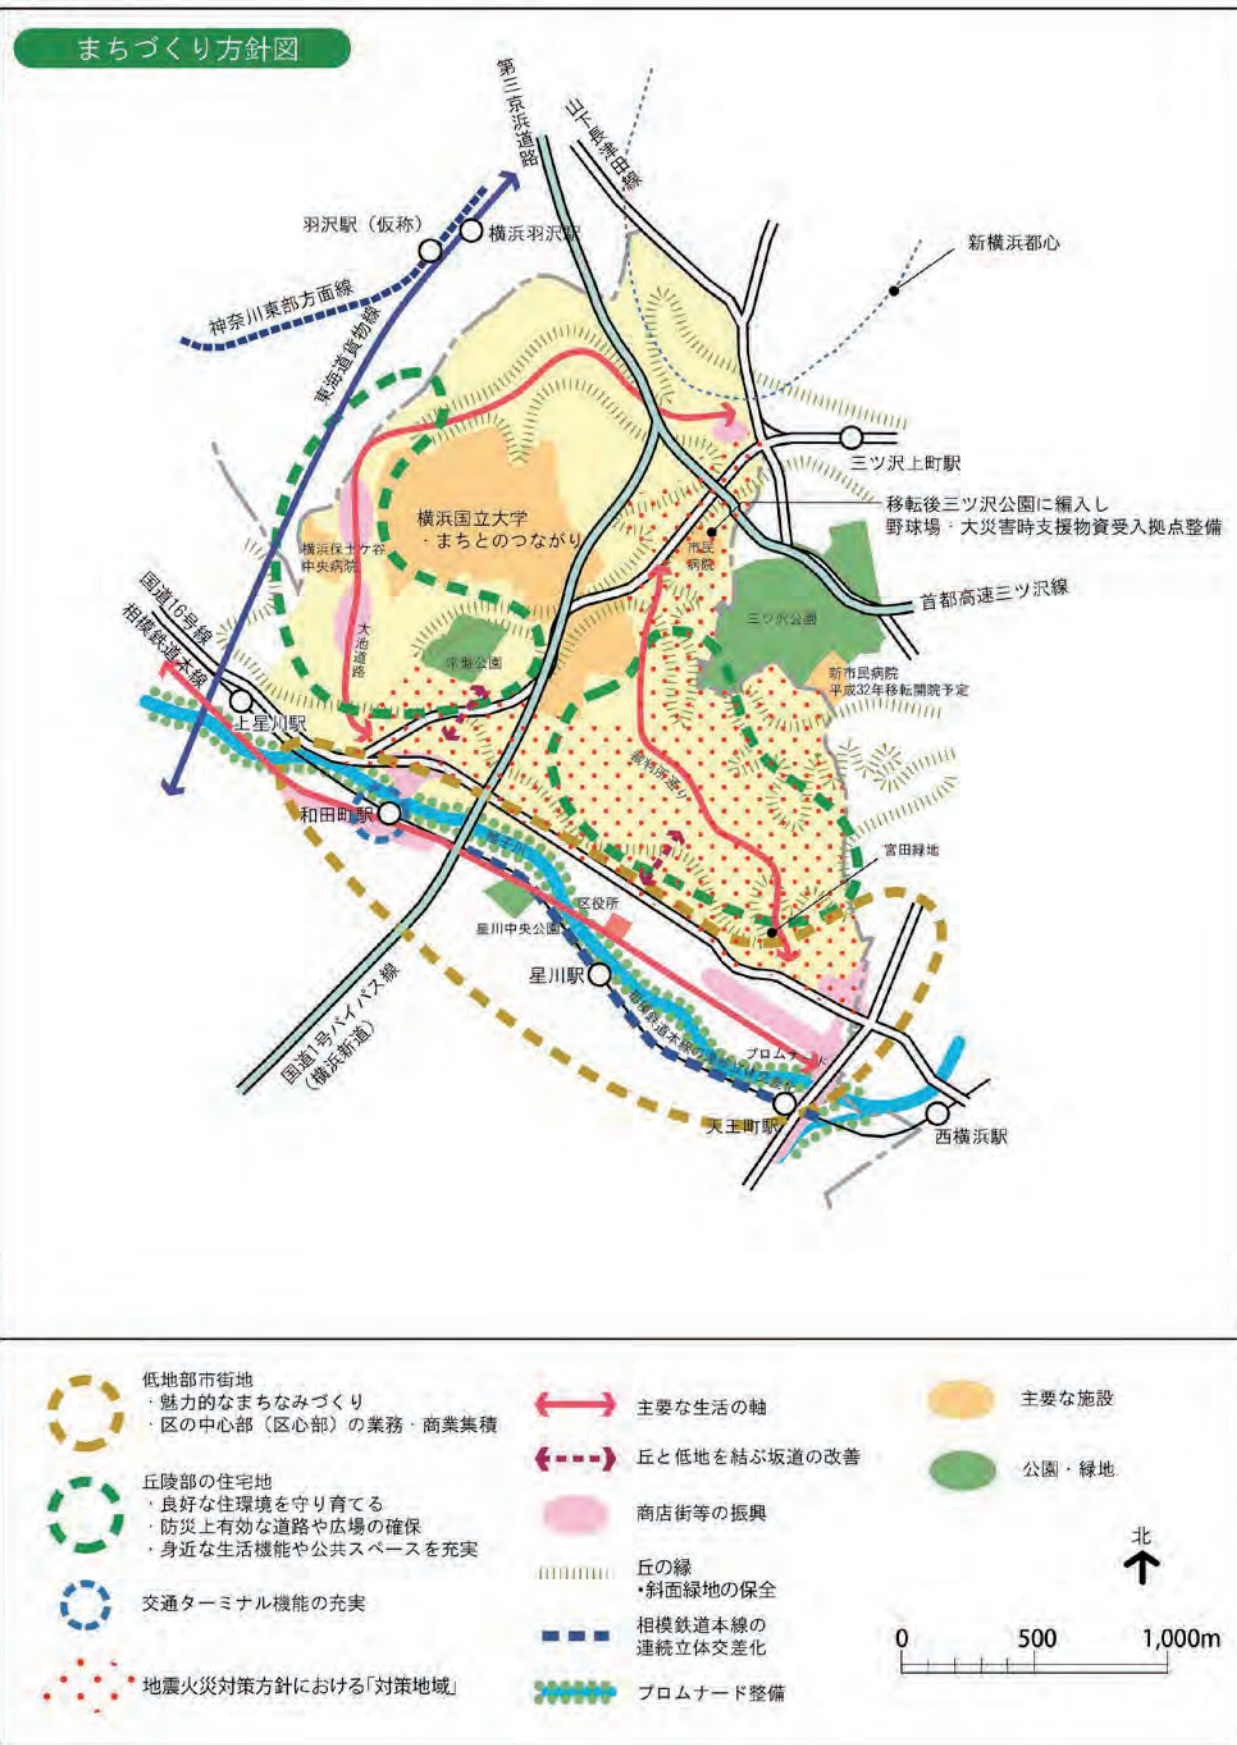 まちづくり方針図
第三京浜道路
山下長津田線
羽沢駅（仮称）
横浜羽沢駅
新横浜都心
神奈川東部方面線
東海道貨物線
三ツ沢上町駅
移転後三ツ沢公園に編入し
野球場・大災害時支援物資受入拠点整備
横浜国立大学
・まちとのつながり
横浜保土ケ谷
中央病院
市民
病院
首都高速三ツ沢線
三ツ沢公園
国道16号線
相模鉄道本線
大池道路
常盤公園
新市民病院
平成32年移転開院予定
上星川駅
裁判所通り
和田町駅
帷子川
宮田緑地
区役所
星川中央公園
星川駅
国道1号バイパス線
（横浜新道）
プロムナード
天王町駅
西横浜駅
低地部市街地
・魅力的なまちなみづくり
・区の中心部（区心部）の業務・商業集積
丘陵部の住宅地
・良好な住環境を守り育てる
・防災上有効な道路や広場の確保
・身近な生活機能や公共スペースを充実
交通ターミナル機能の充実
地震火災対策方針における「対策地域」
主要な生活の軸
丘と低地を結ぶ坂道の改善
商店街等の振興
丘の縁
・斜面緑地の保全
相模鉄道本線の
連続立体交差化
プロムナード整備
主要な施設
公園・緑地
北
0 500 1,000m